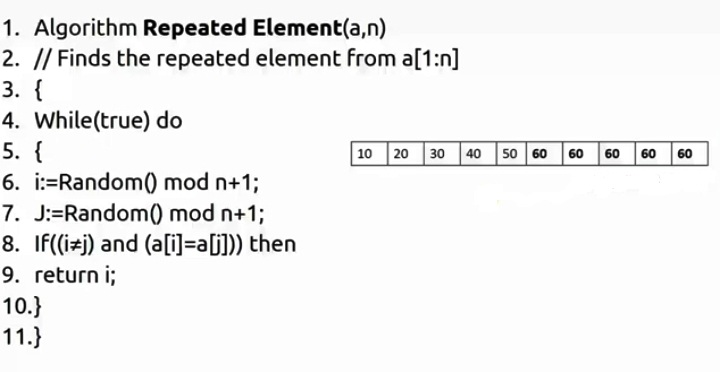 1. Algorithm Repeated Element(a,n)
2. // Finds the repeated element from a[1:n]
3. {
4. While(true) do
5. {
10 20 30 40 50 60 60 60 60 60
6. i:=Random() mod n+1;
7. J:=Random() mod n+1;
8. If((i≠j) and (a[i]=a[j])) then
9. return i;
10.}
11.}